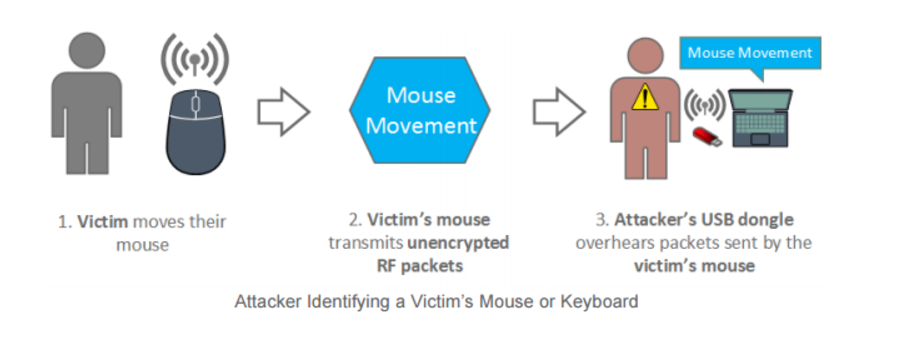 Mouse Movement
Mouse
Movement
1. Victim moves their
mouse
2. Victim's mouse
transmits unencrypted
RF packets
3. Attacker's USB dongle
overhears packets sent by the
victim's mouse
Attacker Identifying a Victim's Mouse or Keyboard